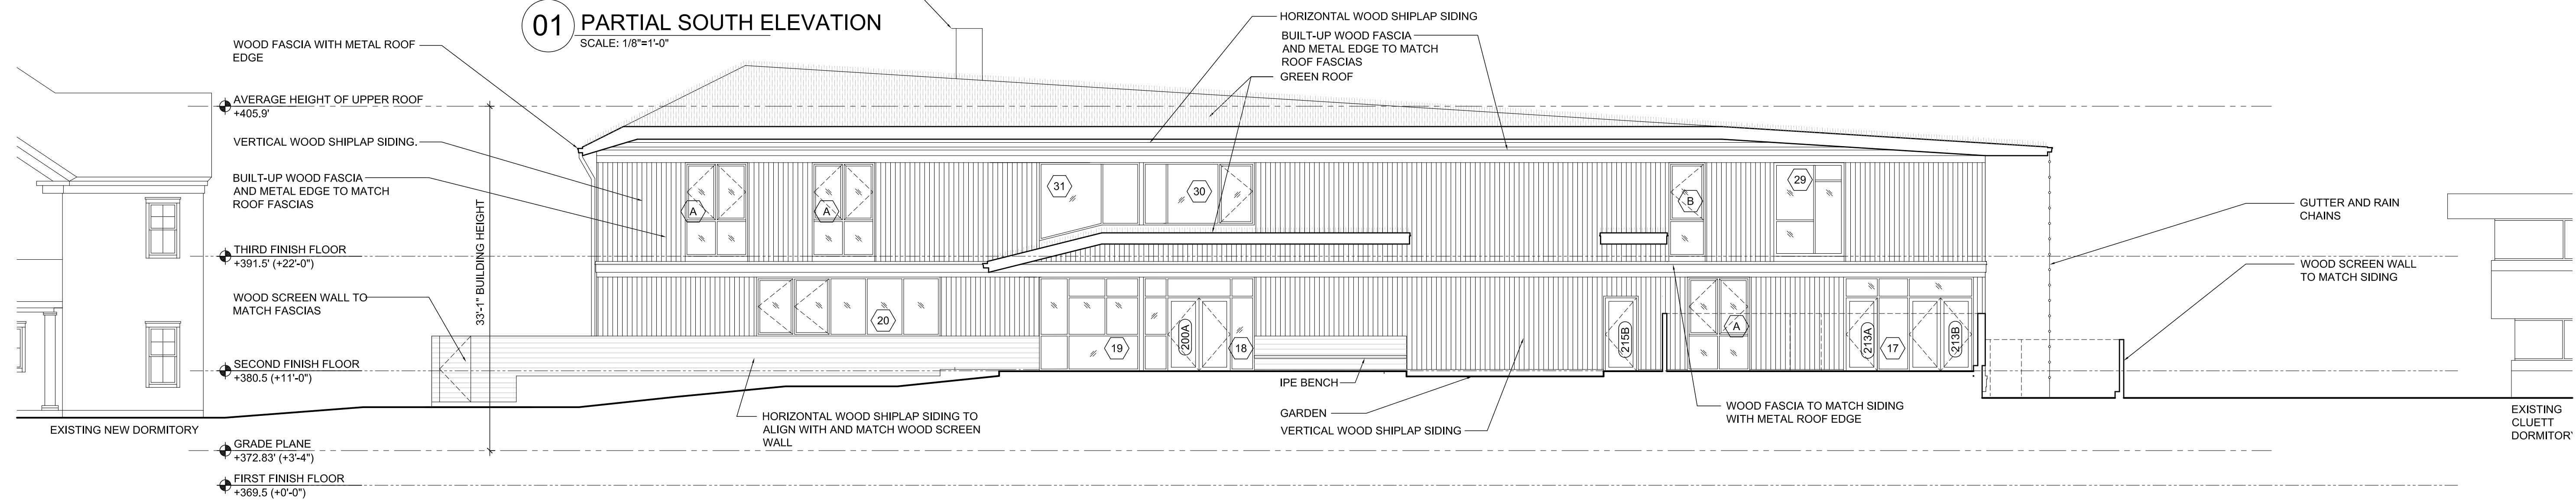 01 PARTIAL SOUTH ELEVATION
SCALE: 1/8"=1'-0"
WOOD FASCIA WITH METAL ROOF
EDGE
AVERAGE HEIGHT OF UPPER ROOF
+405.9'
VERTICAL WOOD SHIPLAP SIDING.
BUILT-UP WOOD FASCIA
AND METAL EDGE TO MATCH
ROOF FASCIAS
THIRD FINISH FLOOR
+391.5' (+22'-0")
WOOD SCREEN WALL TO
MATCH FASCIAS
SECOND FINISH FLOOR
+380.5 (+11'-0")
EXISTING NEW DORMITORY
GRADE PLANE
+372.83' (+3'-4")
FIRST FINISH FLOOR
+369.5 (+0'-0")
33'-1" BUILDING HEIGHT
HORIZONTAL WOOD SHIPLAP SIDING
BUILT-UP WOOD FASCIA
AND METAL EDGE TO MATCH
ROOF FASCIAS
GREEN ROOF
A
A
31
30
B
29
20
19
200A
18
215B
A
213A
17
213B
HORIZONTAL WOOD SHIPLAP SIDING TO
ALIGN WITH AND MATCH WOOD SCREEN
WALL
IPE BENCH
GARDEN
VERTICAL WOOD SHIPLAP SIDING
WOOD FASCIA TO MATCH SIDING
WITH METAL ROOF EDGE
GUTTER AND RAIN
CHAINS
WOOD SCREEN WALL
TO MATCH SIDING
EXISTING
CLUETT
DORMITOR